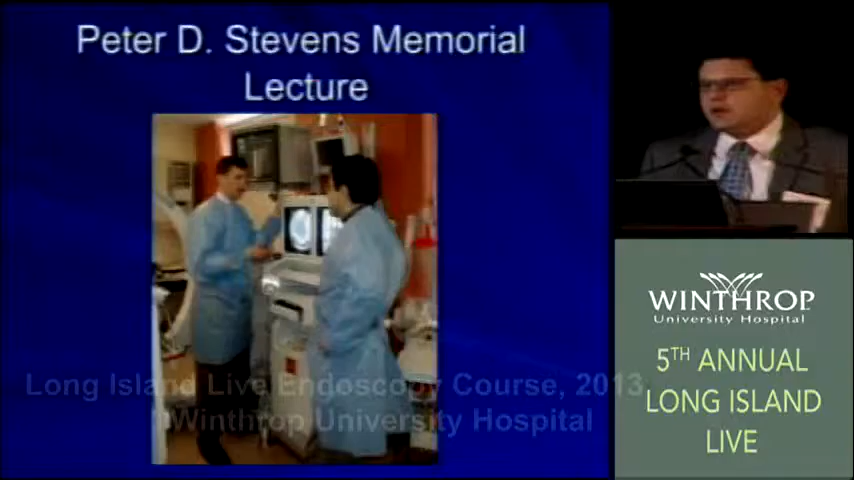 Peter D. Stevens Memorial
Lecture
Long Island Live Endoscopy Course, 2013,
Winthrop University Hospital
WINTHROP
University Hospital
5TH ANNUAL
LONG ISLAND
LIVE